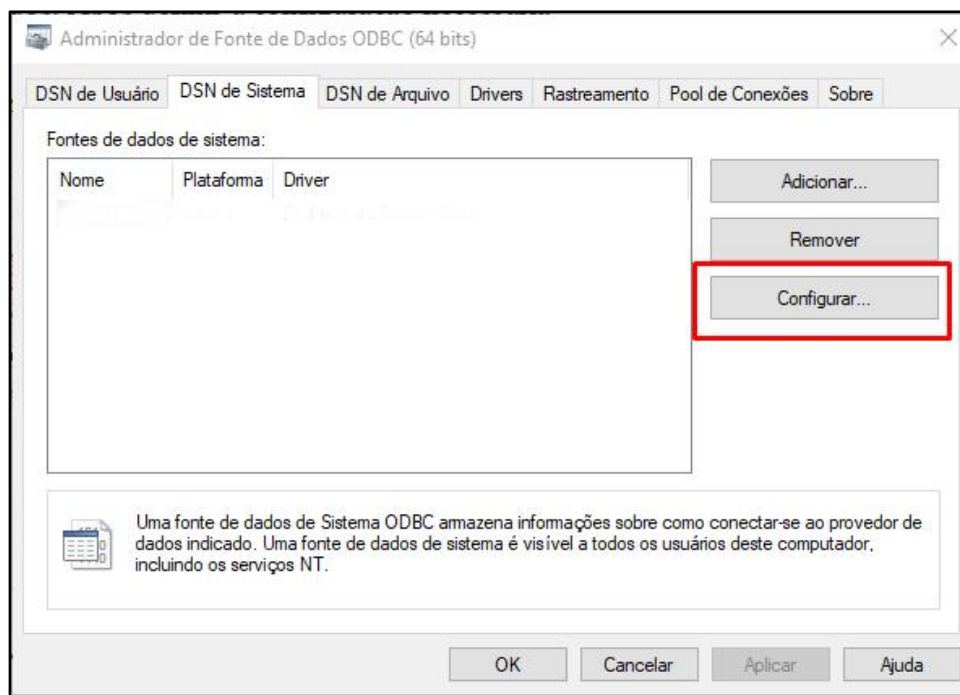 Administrador de Fonte de Dados ODBC (64 bits)
DSN de Usuário DSN de Sistema DSN de Arquivo Drivers Rastreamento Pool de Conexões Sobre
Fontes de dados de sistema:
Nome Plataforma Driver
Adicionar...
Remover
Configurar...
Uma fonte de dados de Sistema ODBC armazena informações sobre como conectar-se ao provedor de
dados indicado. Uma fonte de dados de sistema é visível a todos os usuários deste computador,
incluindo os serviços NT.
OK Cancelar Aplicar Ajuda